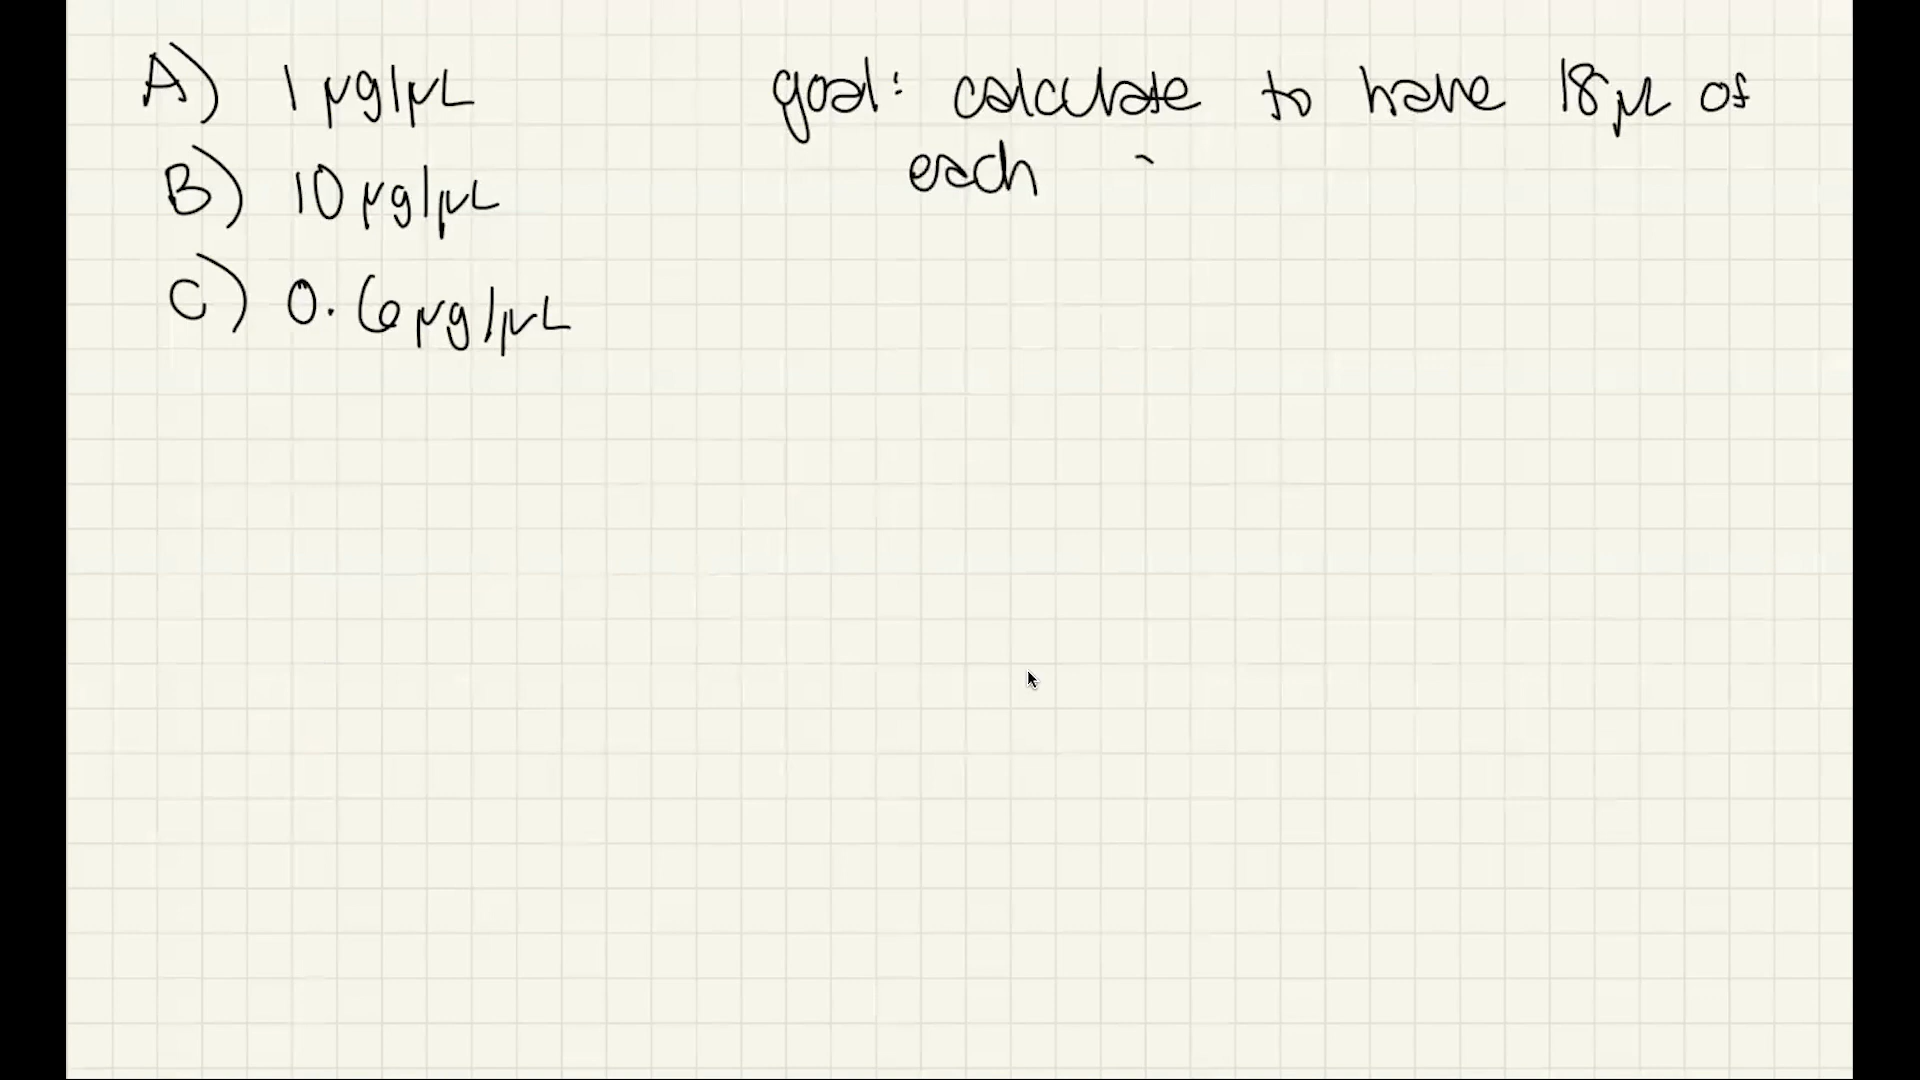 A) 1 μg/μL
B) 10 μg/μL
C) 0.6 μg/μL
goal: calculate to have 18 μL of
each